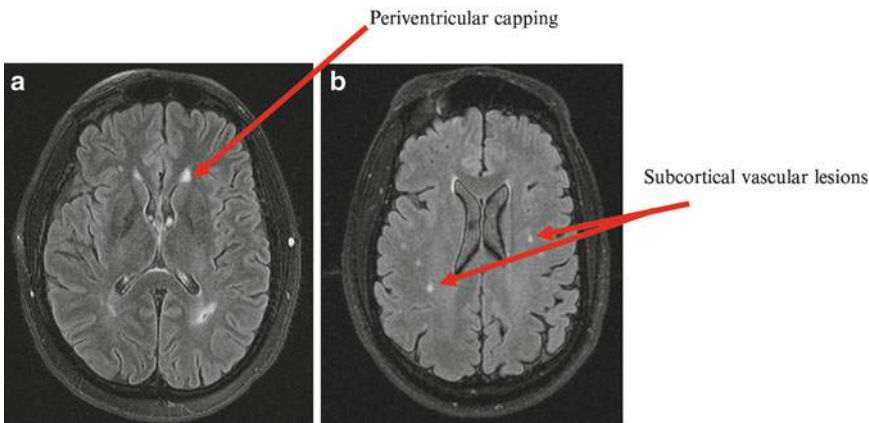 Periventricular capping
a
b
Subcortical vascular lesions